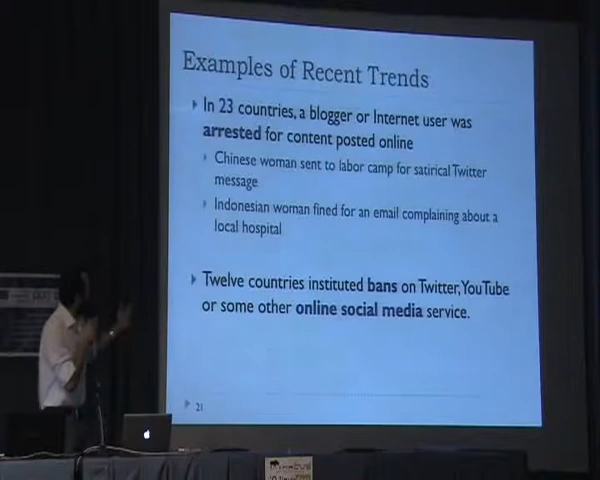 Examples of Recent Trends
In 23 countries, a blogger or Internet user was
arrested for content posted online
Chinese woman sent to labor camp for satirical Twitter
message
Indonesian woman fined for an email complaining about a
local hospital
Twelve countries instituted bans on Twitter, YouTube
or some other online social media service.
21